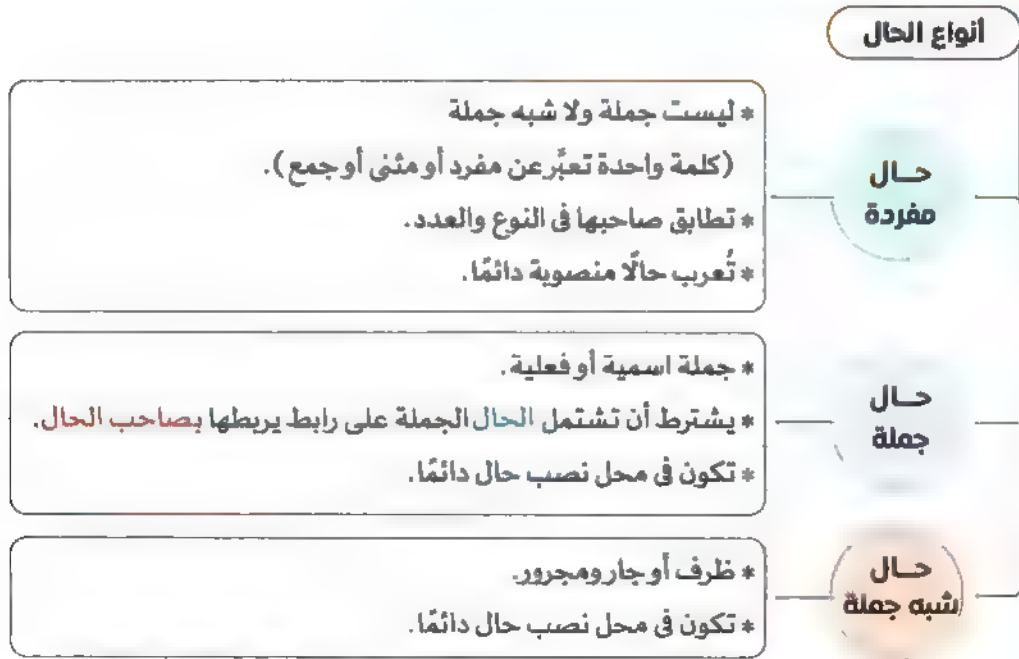 أنواع الحال
حـال
مفردة
* ليست جملة ولا شبه جملة
(كلمة واحدة تعبِّر عن مفرد أو مثنى أو جمع).
* تطابق صاحبها فى النوع والعدد.
* تُعرب حالًا منصوبة دائمًا.
حـال
جملة
* جملة اسمية أو فعلية.
* يشترط أن تشتمل الحال الجملة على رابط يربطها بصاحب الحال.
* تكون فى محل نصب حال دائمًا.
حـال
شبه جملة
* ظرف أو جار ومجرور.
* تكون فى محل نصب حال دائمًا.